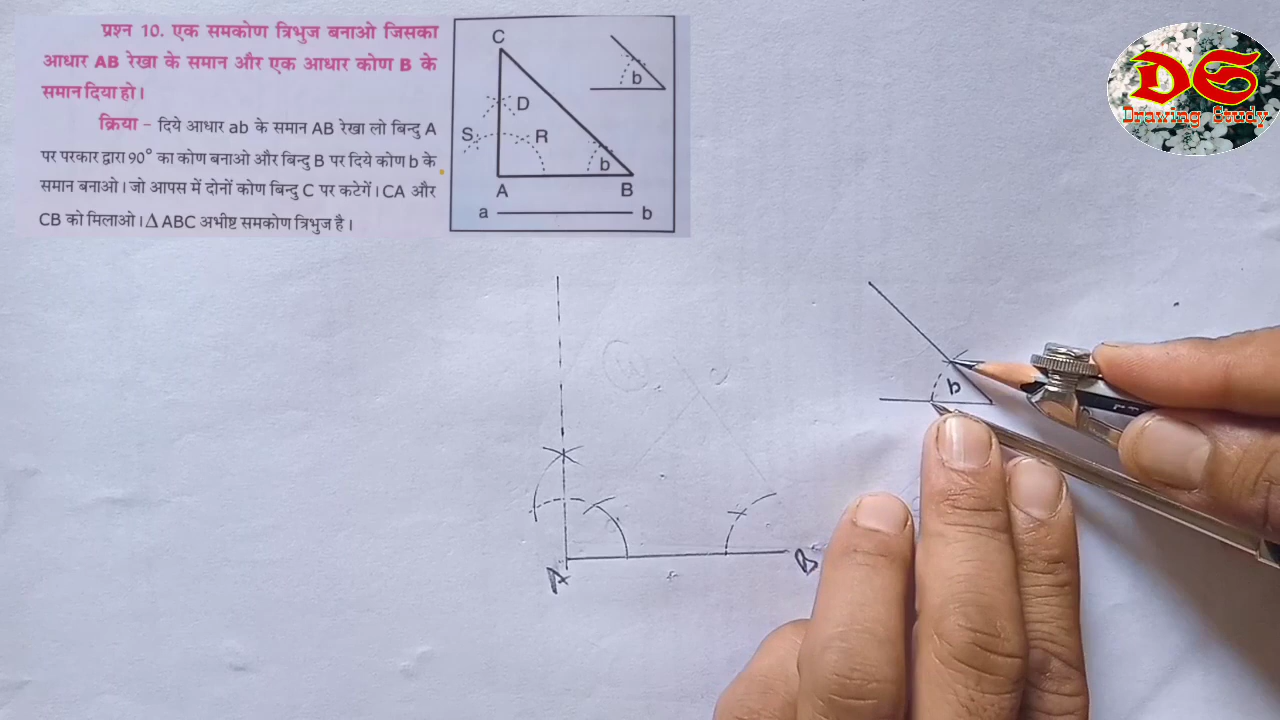 प्रश्न 10. एक समकोण त्रिभुज बनाओ जिसका
आधार AB रेखा के समान और एक आधार कोण B के
समान दिया हो।
क्रिया – दिये आधार ab के समान AB रेखा लो बिन्दु A
पर परकार द्वारा 90° का कोण बनाओ और बिन्दु B पर दिये कोण b के
समान बनाओ। जो आपस में दोनों कोण बिन्दु C पर कटेगें। CA और
CB को मिलाओ। Δ ABC अभीष्ट समकोण त्रिभुज है।
C
b
D
S
R
b
A
B
a
b
DS
Drawing Study
b
A
B